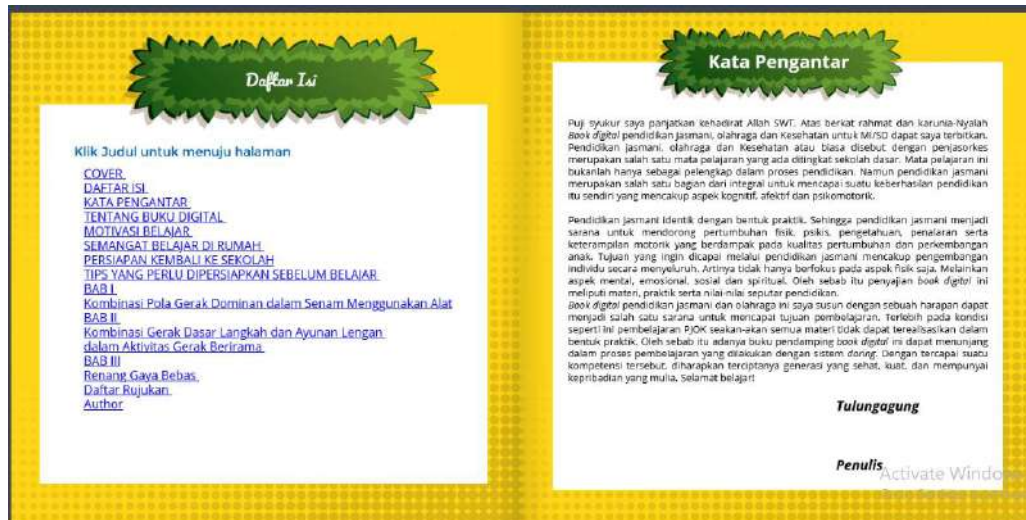 Daftar Isi
Klik Judul untuk menuju halaman
COVER
DAFTAR ISI
KATA PENGANTAR
TENTANG BUKU DIGITAL
MOTIVASI BELAJAR
SEMANGAT BELAJAR DI RUMAH
PERSIAPAN KEMBALI KE SEKOLAH
TIPS YANG PERLU DIPERSIAPKAN SEBELUM BELAJAR
BAB I
Kombinasi Pola Gerak Dominan dalam Senam Menggunakan Alat
BAB II
Kombinasi Gerak Dasar Langkah dan Ayunan Lengan
dalam Aktivitas Gerak Berirama
BAB III
Renang Gaya Bebas
Daftar Rujukan
Author
Kata Pengantar
Puji syukur saya panjatkan kehadirat Allah SWT. Atas berkat rahmat dan karunia-Nyalah
Book digital pendidikan jasmani, olahraga dan Kesehatan untuk MI/SD dapat saya terbitkan.
Pendidikan jasmani, olahraga dan Kesehatan atau biasa disebut dengan penjasorkes
merupakan salah satu mata pelajaran yang ada ditingkat sekolah dasar. Mata pelajaran ini
bukanlah hanya sebagai pelengkap dalam proses pendidikan. Namun pendidikan jasmani
merupakan salah satu bagian dari integral untuk mencapai suatu keberhasilan pendidikan
itu sendiri yang mencakup aspek kognitif, afektif dan psikomotorik.
Pendidikan jasmani identik dengan bentuk praktik. Sehingga pendidikan jasmani menjadi
sarana untuk mendorong pertumbuhan fisik, psikis, pengetahuan, penalaran serta
keterampilan motorik yang berdampak pada kualitas pertumbuhan dan perkembangan
anak. Tujuan yang ingin dicapai melalui pendidikan jasmani mencakup pengembangan
individu secara menyeluruh. Artinya tidak hanya berfokus pada aspek fisik saja. Melainkan
aspek mental, emosional, sosial dan spiritual. Oleh sebab itu penyajian book digital ini
meliputi materi, praktik serta nilai-nilai seputar pendidikan.
Book digital pendidikan jasmani dan olahraga ini saya susun dengan sebuah harapan dapat
menjadi salah satu sarana untuk mencapai tujuan pembelajaran. Terlebih pada kondisi
seperti ini pembelajaran PJOK seakan-akan semua materi tidak dapat terealisasikan dalam
bentuk praktik. Oleh sebab itu adanya buku pendamping book digital ini dapat menunjang
dalam proses pembelajaran yang dilakukan dengan sistem daring. Dengan tercapai suatu
kompetensi tersebut, diharapkan terciptanya generasi yang sehat, kuat, dan mempunyai
kepribadian yang mulia. Selamat belajar!
Tulungagung
Penulis
Activate Windows